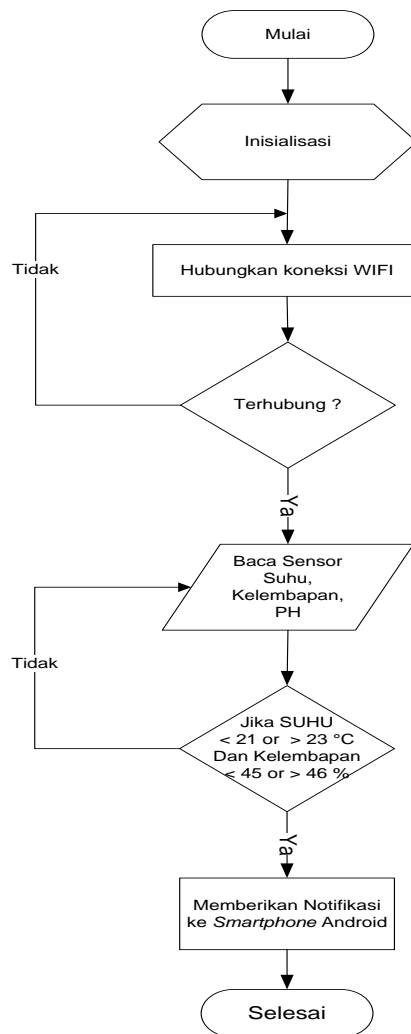 Mulai
Inisialisasi
Tidak
Hubungkan koneksi WIFI
Terhubung ?
Ya
Baca Sensor
Suhu,
Kelembapan,
PH
Tidak
Jika SUHU
< 21 or > 23 °C
Dan Kelembapan
< 45 or > 46 %
Ya
Memberikan Notifikasi
ke Smartphone Android
Selesai